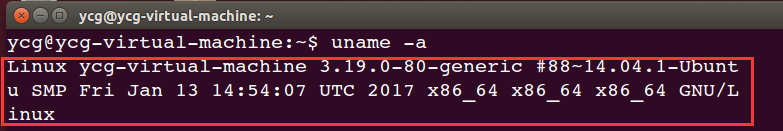 ycg@ycg-virtual-machine: ~
ycg@ycg-virtual-machine:~$ uname -a
Linux ycg-virtual-machine 3.19.0-80-generic #88~14.04.1-Ubunt
u SMP Fri Jan 13 14:54:07 UTC 2017 x86_64 x86_64 x86_64 GNU/L
inux